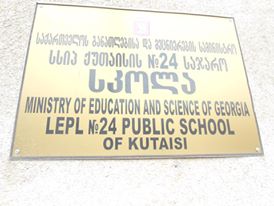 საქართველოს განათლებისა და მეცნიერების სამინისტრო
სსიპ ქუთაისის №24 საჯარო
სკოლა
MINISTRY OF EDUCATION AND SCIENCE OF GEORGIA
LEPL №24 PUBLIC SCHOOL
OF KUTAISI